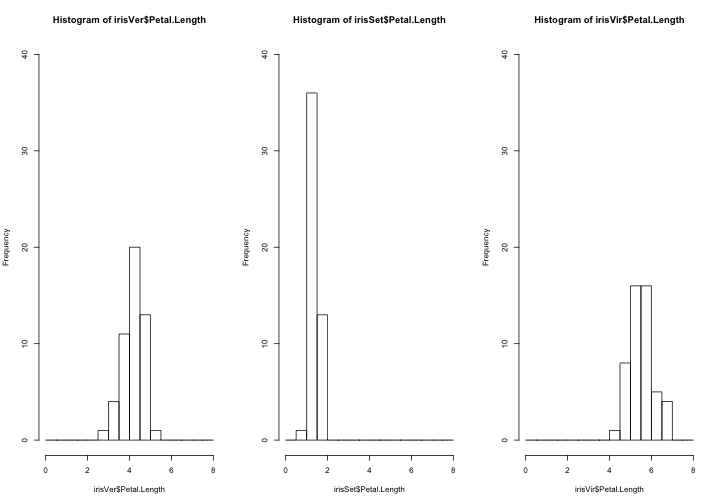 Histogram of irisVer$Petal.Length
Frequency
0
10
20
30
40
0 2 4 6 8
irisVer$Petal.Length
Histogram of irisSet$Petal.Length
Frequency
0
10
20
30
40
0 2 4 6 8
irisSet$Petal.Length
Histogram of irisVir$Petal.Length
Frequency
0
10
20
30
40
0 2 4 6 8
irisVir$Petal.Length